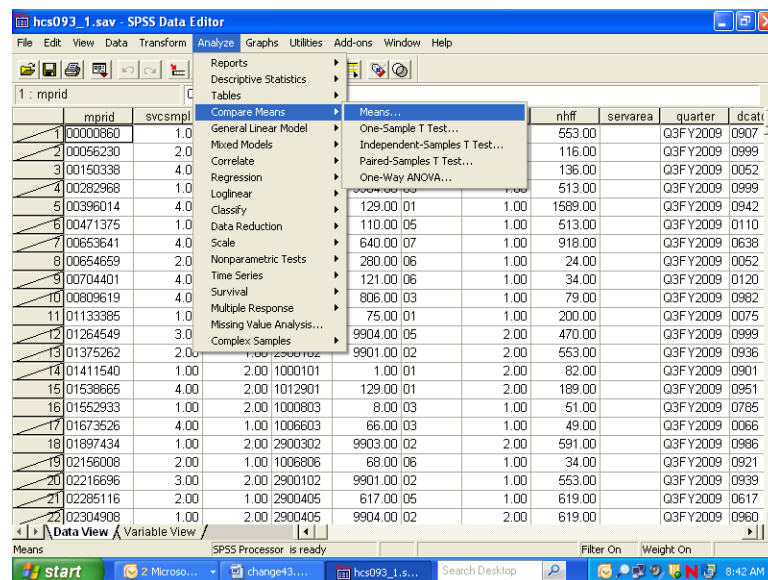 hcs093_1.sav - SPSS Data Editor
File Edit View Data Transform Analyze Graphs Utilities Add-ons Window Help
1 : mprid
Reports
Descriptive Statistics
Tables
Compare Means
General Linear Model
Mixed Models
Correlate
Regression
Loglinear
Classify
Data Reduction
Scale
Nonparametric Tests
Time Series
Survival
Multiple Response
Missing Value Analysis...
Complex Samples
Means...
One-Sample T Test...
Independent-Samples T Test...
Paired-Samples T Test...
One-Way ANOVA...
mprid svcsmpl nhff servarea quarter dcat
1 00000860 1.0 553.00 Q3FY2009 0907
2 00056230 2.0 116.00 Q3FY2009 0999
3 00150338 4.0 136.00 Q3FY2009 0052
4 00282968 1.0 513.00 Q3FY2009 0999
5 00396014 4.0 129.00 01 1.00 1589.00 Q3FY2009 0942
6 00471375 1.0 110.00 05 1.00 513.00 Q3FY2009 0110
7 00653641 4.0 640.00 07 1.00 918.00 Q3FY2009 0638
8 00654659 2.0 280.00 06 1.00 24.00 Q3FY2009 0052
9 00704401 4.0 121.00 06 1.00 34.00 Q3FY2009 0120
10 00809619 4.0 806.00 03 1.00 79.00 Q3FY2009 0982
11 01133385 1.0 75.00 01 1.00 200.00 Q3FY2009 0075
12 01264549 3.0 9904.00 05 2.00 470.00 Q3FY2009 0999
13 01375262 2.00 1.00 2900102 9901.00 02 2.00 553.00 Q3FY2009 0936
14 01411540 1.00 2.00 1000101 1.00 01 2.00 82.00 Q3FY2009 0901
15 01538665 4.00 2.00 1012901 129.00 01 2.00 189.00 Q3FY2009 0951
16 01552933 1.00 2.00 1000803 8.00 03 1.00 51.00 Q3FY2009 0785
17 01673526 4.00 1.00 1006603 66.00 03 1.00 49.00 Q3FY2009 0066
18 01897434 1.00 2.00 2900302 9903.00 02 2.00 591.00 Q3FY2009 0986
19 02156008 2.00 1.00 1006806 68.00 06 1.00 34.00 Q3FY2009 0921
20 02216696 3.00 2.00 2900102 9901.00 02 1.00 553.00 Q3FY2009 0939
21 02285116 2.00 1.00 2900405 617.00 05 1.00 619.00 Q3FY2009 0617
22 02304908 1.00 2.00 2900405 9904.00 02 2.00 619.00 Q3FY2009 0960
Data View Variable View
Means SPSS Processor is ready Filter On Weight On
start 2 Microso... change43.... hcs093_1.s... Search Desktop 8:42 AM